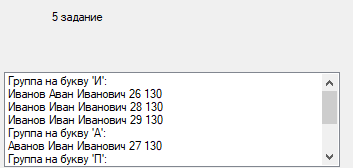 5 задание
Группа на букву 'И':
Иванов Аван Иванович 26 130
Иванов Иван Иванович 28 130
Иванов Иван Иванович 29 130
Группа на букву 'А':
Аванов Иван Иванович 27 130
Группа на букву 'П':